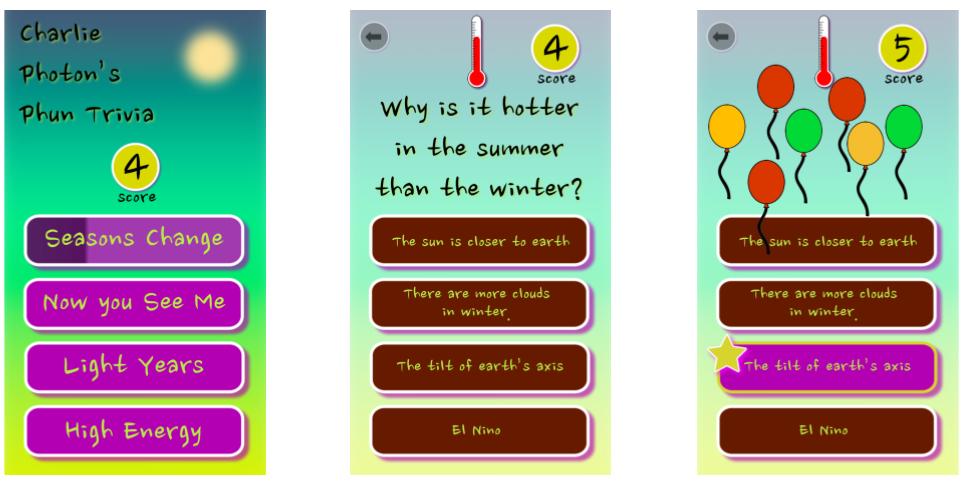 Charlie
Photon's
Phun Trivia
4
score
Seasons Change
Now you See Me
Light Years
High Energy
4
score
Why is it hotter
in the summer
than the winter?
The sun is closer to earth
There are more clouds
in winter.
The tilt of earth's axis
El Nino
5
score
The sun is closer to earth
There are more clouds
in winter.
The tilt of earth's axis
El Nino